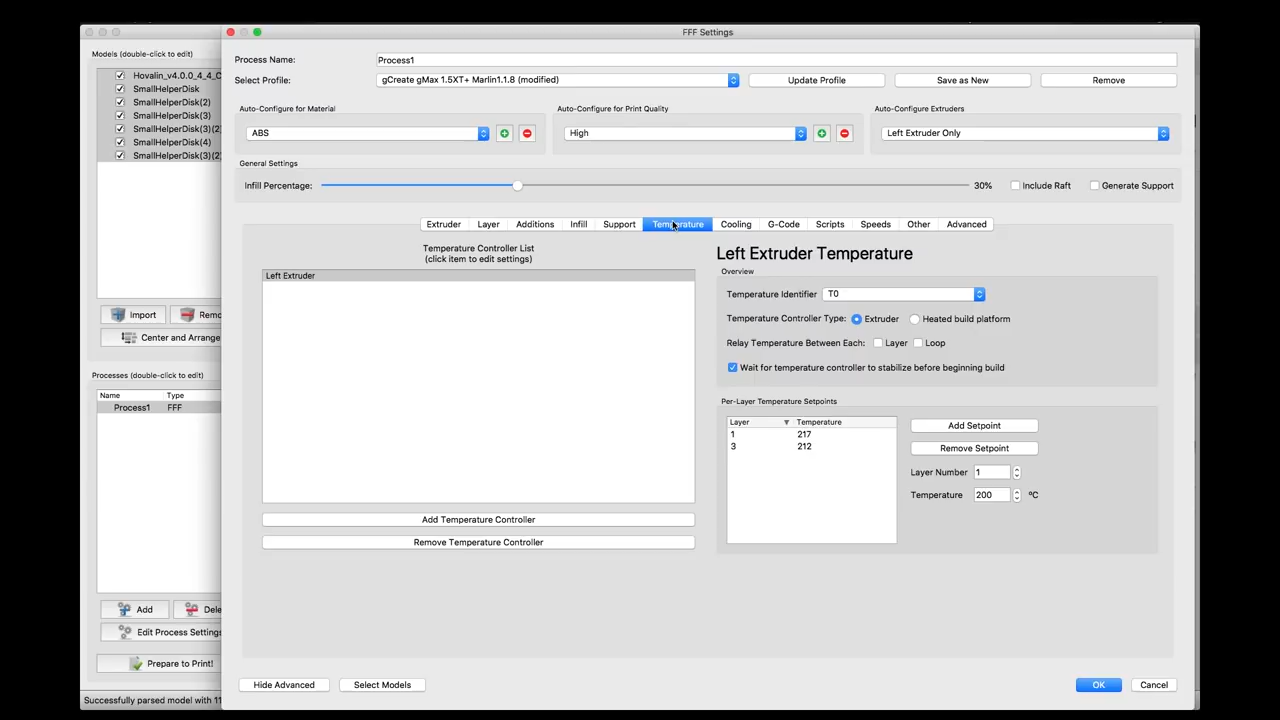 FFF Settings
Models (double-click to edit)
Hovalin_v4.0.0_4_4_C
SmallHelperDisk
SmallHelperDisk(2)
SmallHelperDisk(3)
SmallHelperDisk(3)(2
SmallHelperDisk(4)
SmallHelperDisk(3)(2
Import
Remo
Center and Arrange
Processes (double-click to edit)
Name Type
Process1 FFF
Add
Dele
Edit Process Settings
Prepare to Print!
Successfully parsed model with 11
Process Name: Process1
Select Profile: gCreate gMax 1.5XT+ Marlin1.1.8 (modified) Update Profile Save as New Remove
Auto-Configure for Material Auto-Configure for Print Quality Auto-Configure Extruders
ABS High Left Extruder Only
General Settings
Infill Percentage: 30% Include Raft Generate Support
Extruder Layer Additions Infill Support Temperature Cooling G-Code Scripts Speeds Other Advanced
Temperature Controller List
(click item to edit settings)
Left Extruder
Add Temperature Controller
Remove Temperature Controller
Left Extruder Temperature
Overview
Temperature Identifier T0
Temperature Controller Type: Extruder Heated build platform
Relay Temperature Between Each: Layer Loop
Wait for temperature controller to stabilize before beginning build
Per-Layer Temperature Setpoints
Layer Temperature
1 217
3 212
Add Setpoint
Remove Setpoint
Layer Number 1
Temperature 200 °C
Hide Advanced Select Models OK Cancel